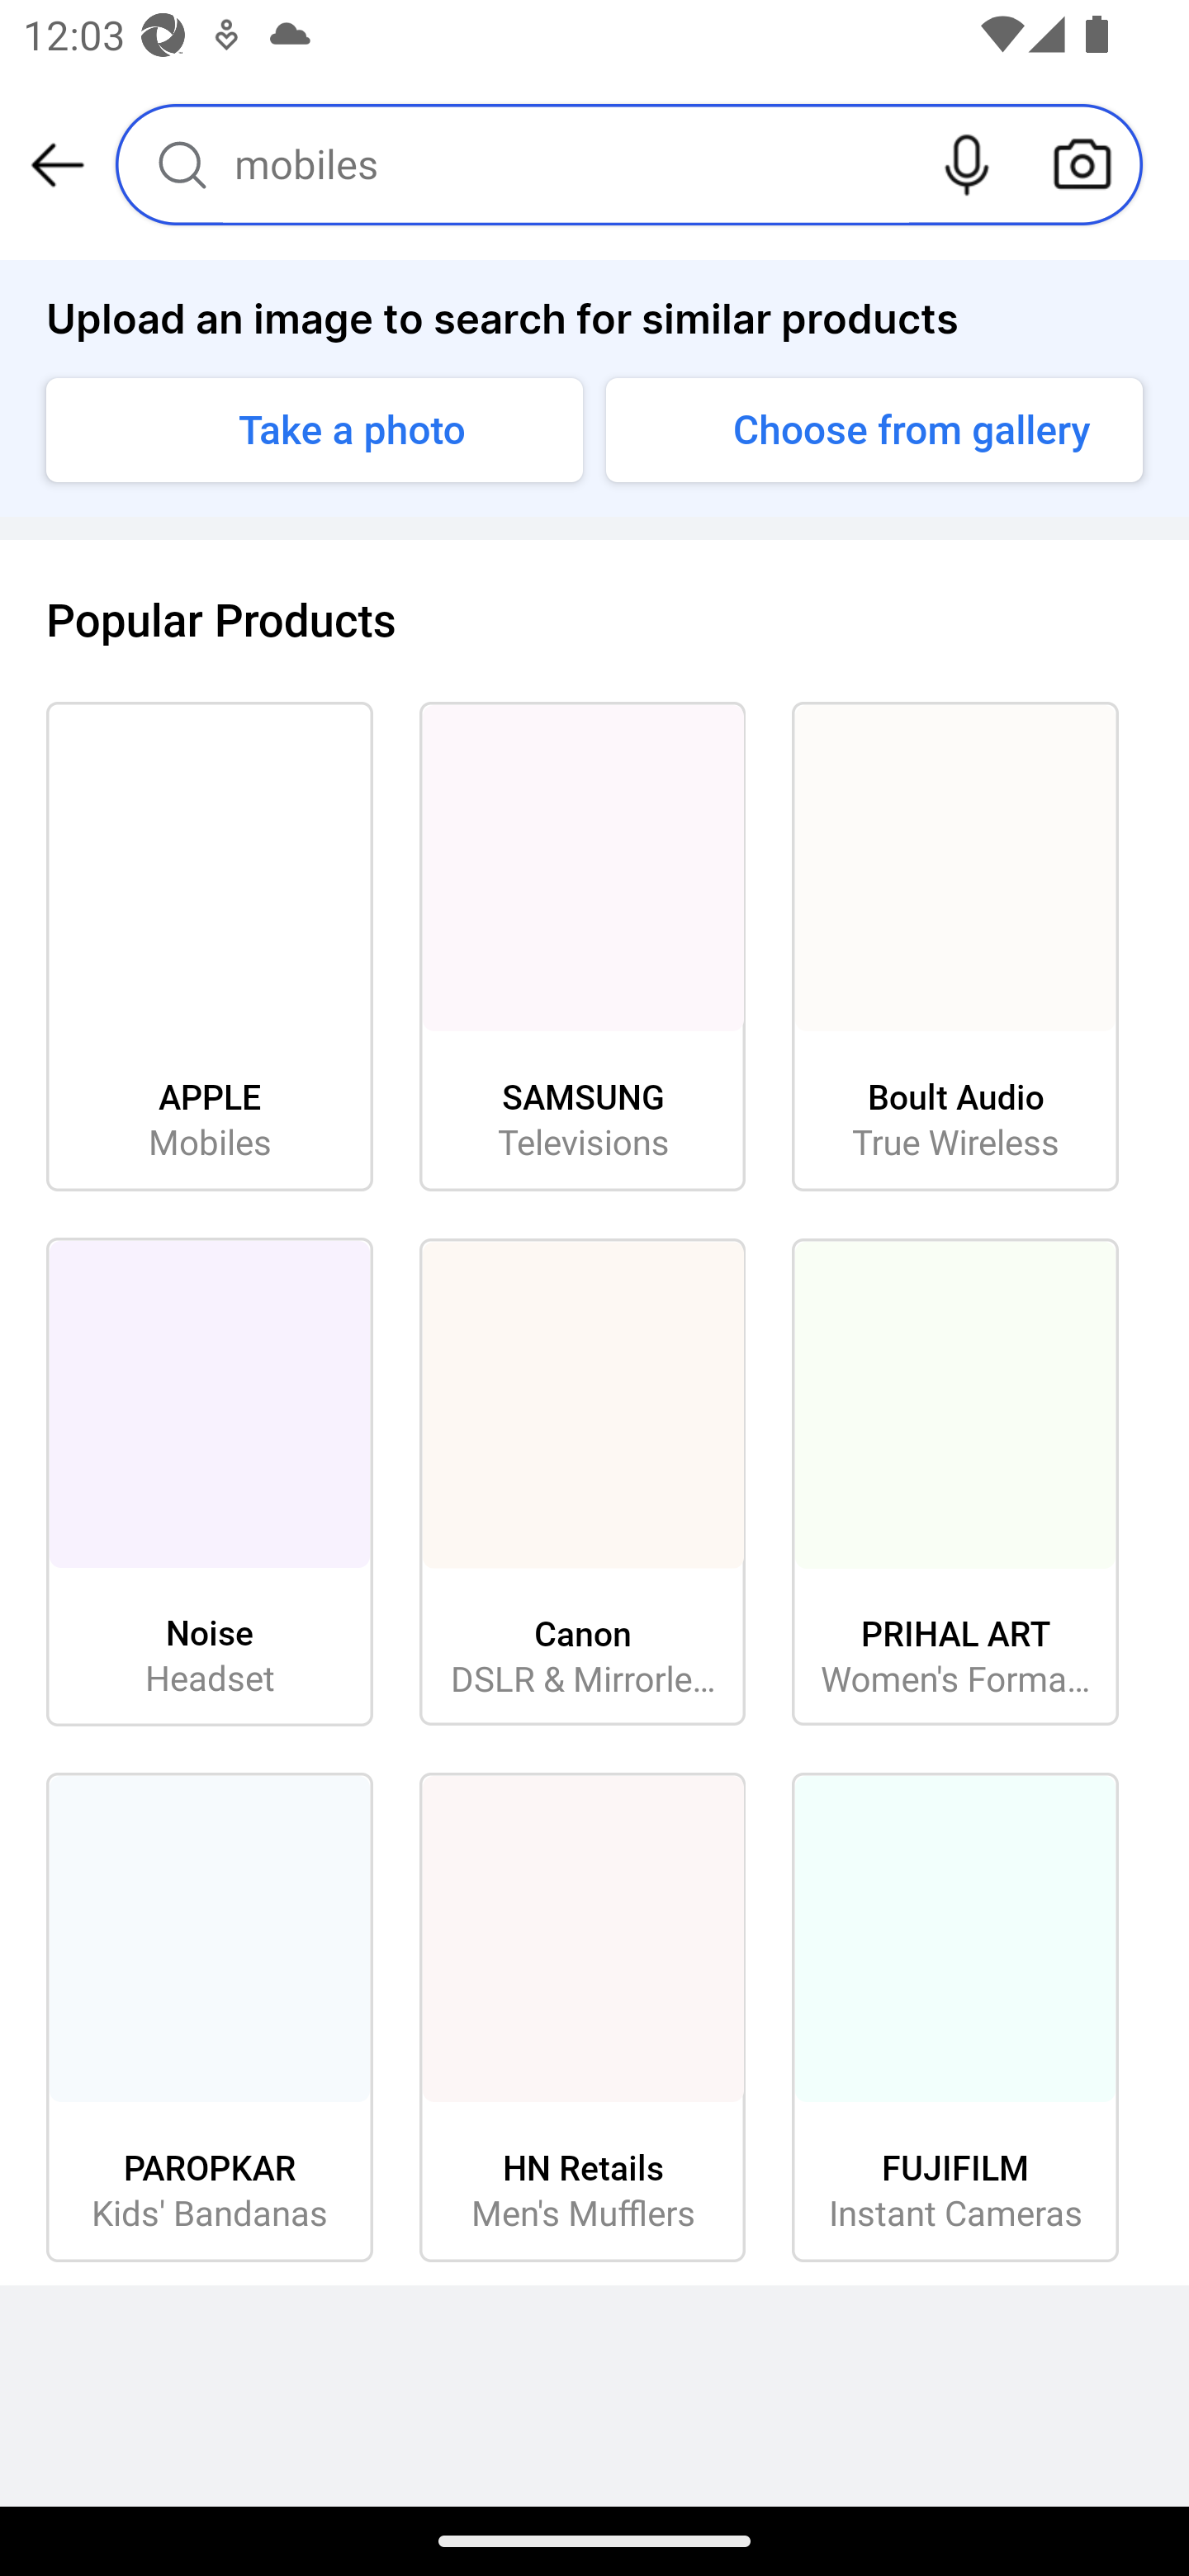 12:03
mobiles
Upload an image to search for similar products
Take a photo
Choose from gallery
Popular Products
APPLE
Mobiles
SAMSUNG
Televisions
Boult Audio
True Wireless
Noise
Headset
Canon
DSLR & Mirrorle...
PRIHAL ART
Women's Forma...
PAROPKAR
Kids' Bandanas
HN Retails
Men's Mufflers
FUJIFILM
Instant Cameras